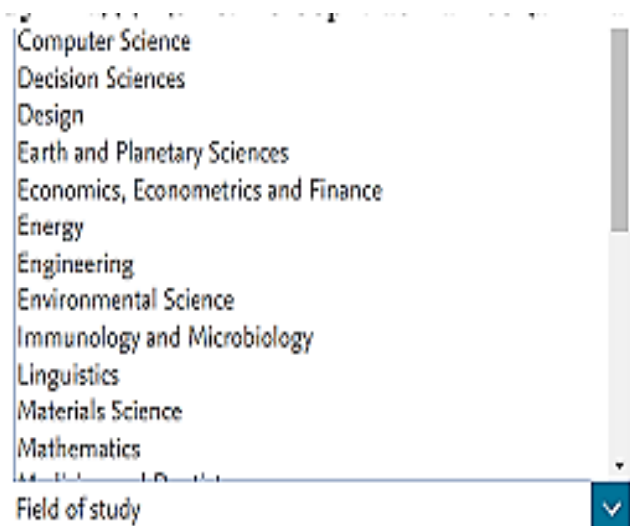 Computer Science
Decision Sciences
Design
Earth and Planetary Sciences
Economics, Econometrics and Finance
Energy
Engineering
Environmental Science
Immunology and Microbiology
Linguistics
Materials Science
Mathematics
Field of study